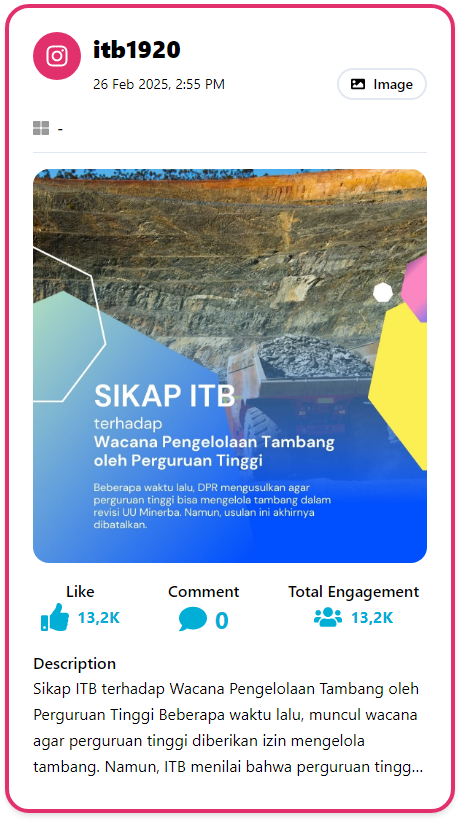 itb1920
26 Feb 2025, 2:55 PM
Image
-
SIKAP ITB
terhadap
Wacana Pengelolaan Tambang
oleh Perguruan Tinggi
Beberapa waktu lalu, DPR mengusulkan agar
perguruan tinggi bisa mengelola tambang dalam
revisi UU Minerba. Namun, usulan ini akhirnya
dibatalkan.
Like Comment Total Engagement
13,2K 0 13,2K
Description
Sikap ITB terhadap Wacana Pengelolaan Tambang oleh
Perguruan Tinggi Beberapa waktu lalu, muncul wacana
agar perguruan tinggi diberikan izin mengelola
tambang. Namun, ITB menilai bahwa perguruan tingg...